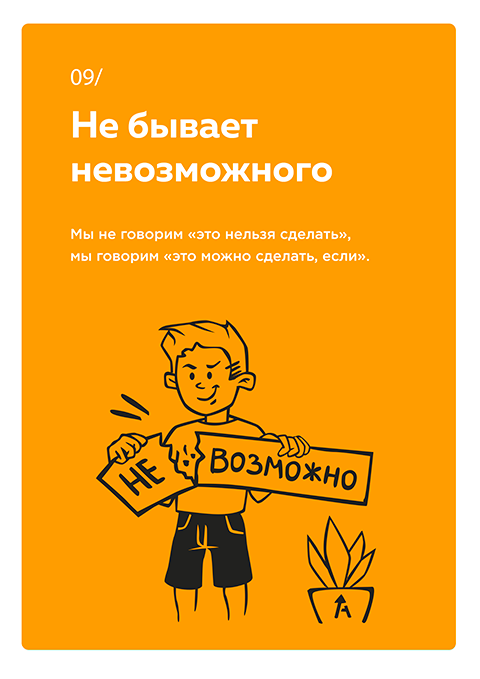 09/
Не бывает
невозможного
Мы не говорим «это нельзя сделать»,
мы говорим «это можно сделать, если».
НЕ ВОЗМОЖНО